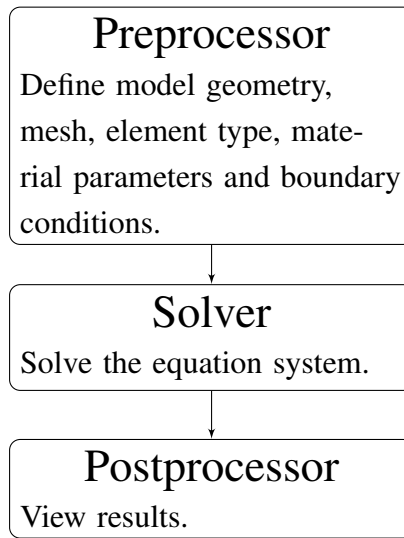 Preprocessor
Define model geometry,
mesh, element type, mate-
rial parameters and boundary
conditions.
Solver
Solve the equation system.
Postprocessor
View results.